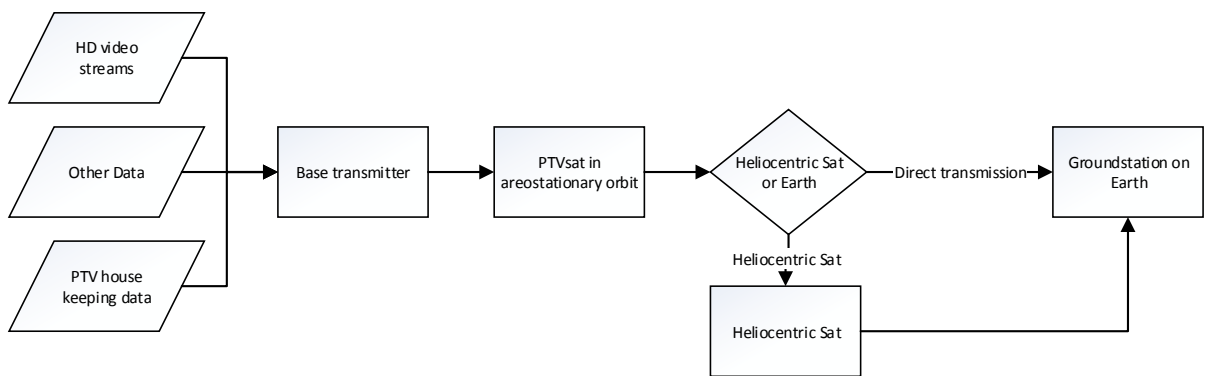 HD video
streams
Other Data
PTV house
keeping data
Base transmitter
PTVsat in
areostationary orbit
Heliocentric Sat
or Earth
Direct transmission
Groundstation on
Earth
Heliocentric Sat
Heliocentric Sat